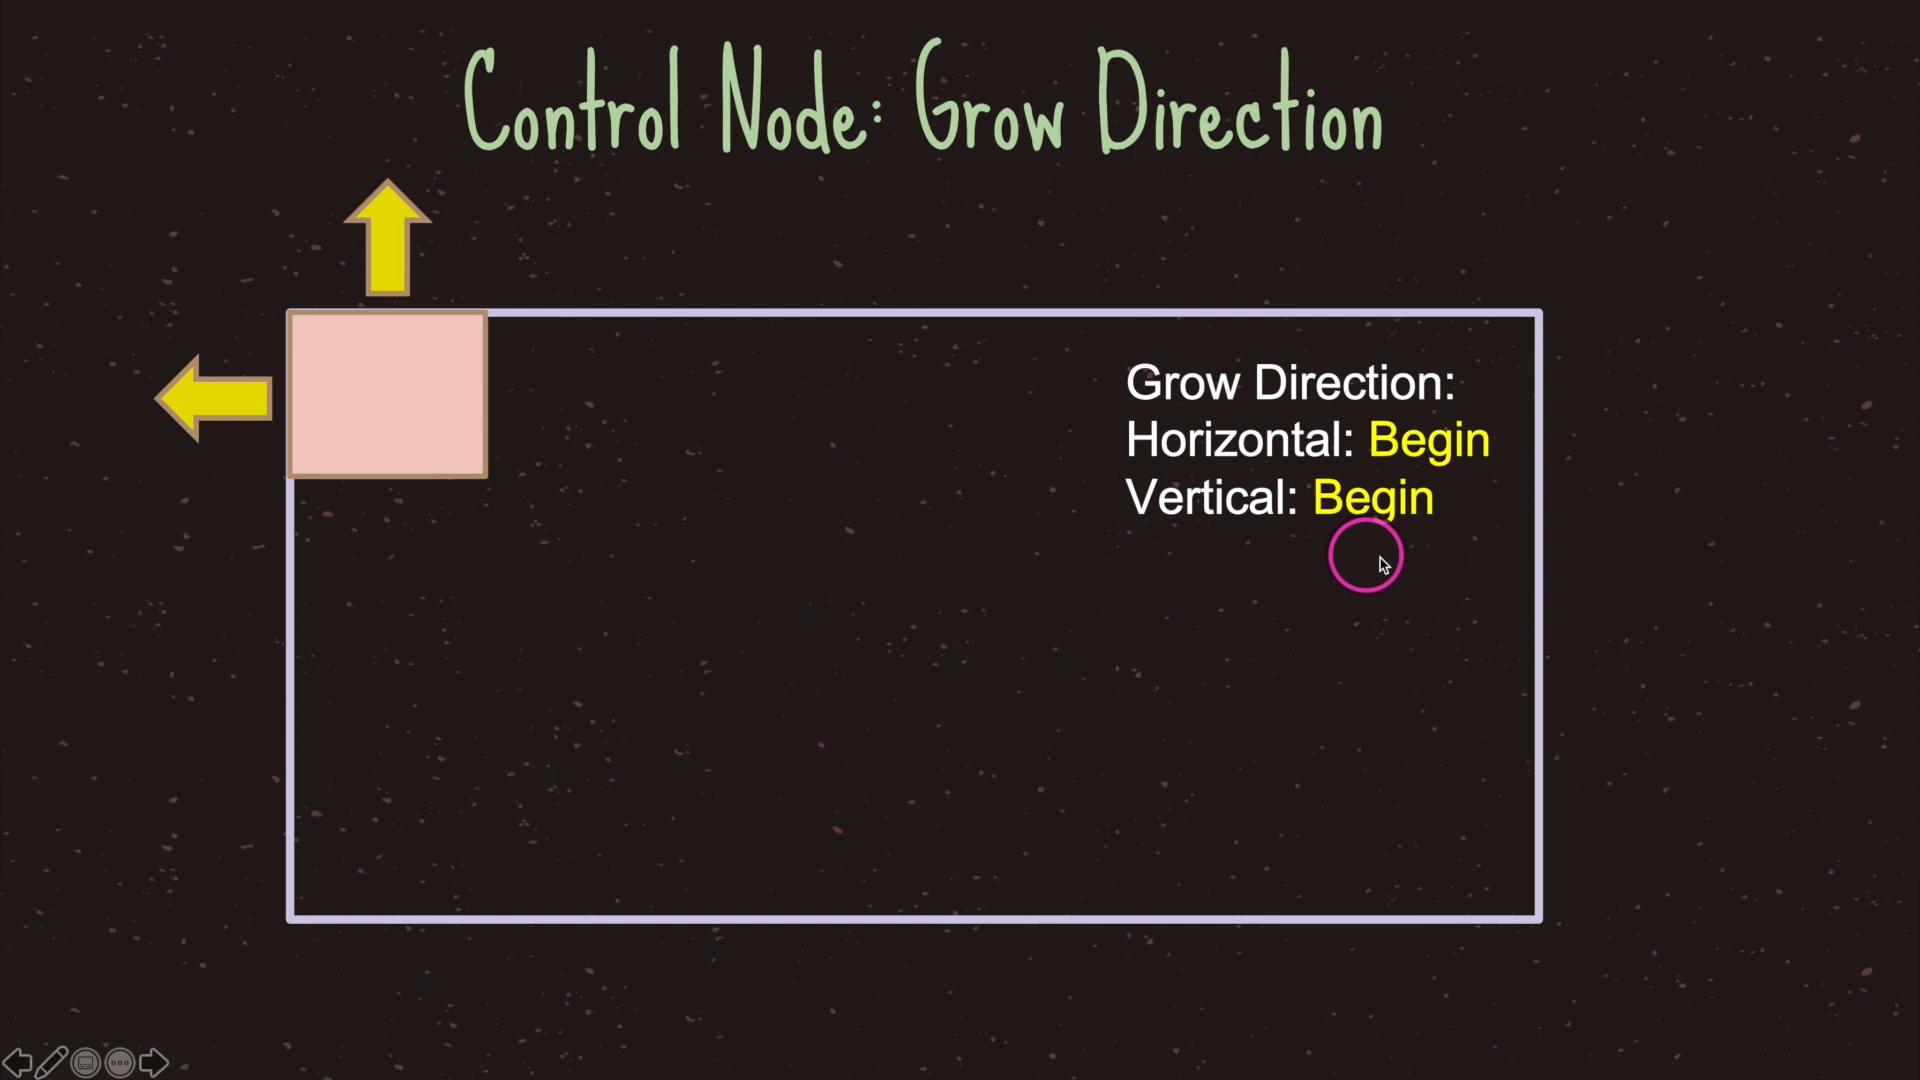 Control Node: Grow Direction
Grow Direction:
Horizontal: Begin
Vertical: Begin